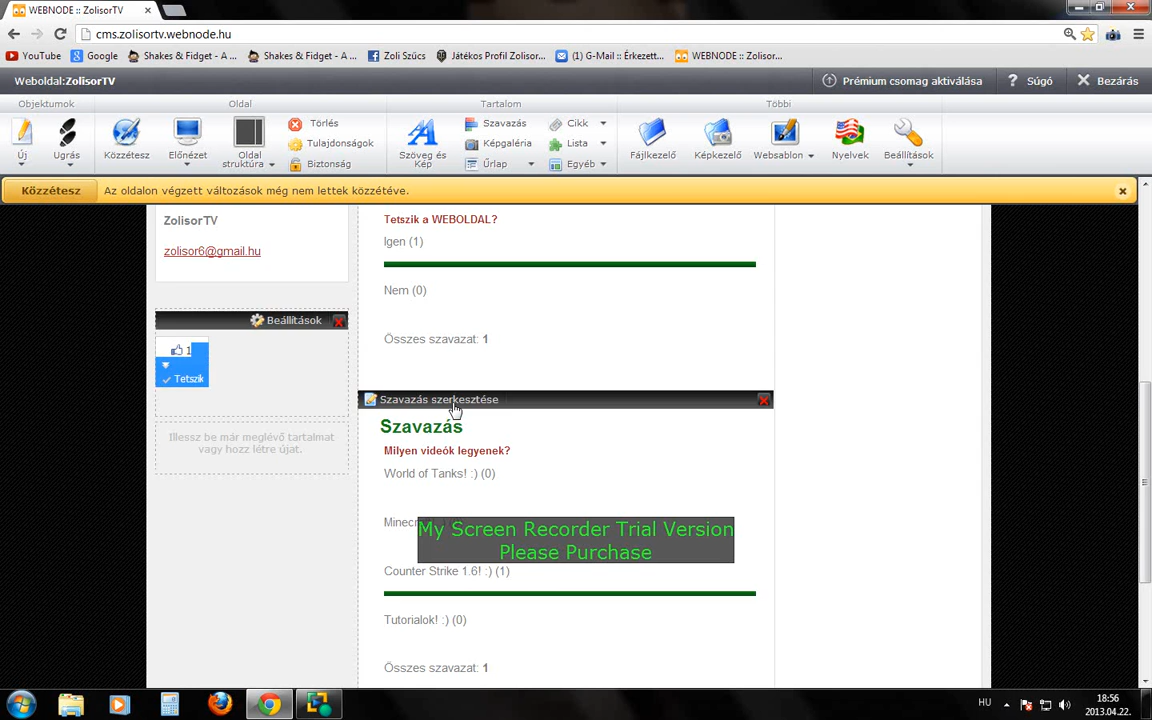 WEBNODE :: ZolisorTV
cms.zolisortv.webnode.hu
YouTube
Google
Shakes & Fidget - A ...
Shakes & Fidget - A ...
Zoli Szücs
Játékos Profil Zolisor...
(1) G-Mail :: Érkezett...
WEBNODE :: Zolisor...
Weboldal:ZolisorTV
Prémium csomag aktiválása
? Súgó
Bezárás
Objektumok
Oldal
Tartalom
Többi
Új
Ugrás
Közzétesz
Előnézet
Oldal struktúra
Törlés
Tulajdonságok
Biztonság
Szöveg és Kép
Szavazás
Képgaléria
Űrlap
Cikk
Lista
Egyéb
Fájlkezelő
Képkezelő
Websablon
Nyelvek
Beállítások
Közzétesz
Az oldalon végzett változások még nem lettek közzétéve.
ZolisorTV
zolisor6@gmail.hu
Beállítások
1
Tetszik
Illessz be már meglévő tartalmat
vagy hozz létre újat.
Tetszik a WEBOLDAL?
Igen (1)
Nem (0)
Összes szavazat: 1
Szavazás szerkesztése
Szavazás
Milyen videók legyenek?
World of Tanks! :) (0)
My Screen Recorder Trial Version
Please Purchase
Counter Strike 1.6! :) (1)
Tutorialok! :) (0)
Összes szavazat: 1
HU
18:56
2013.04.22.